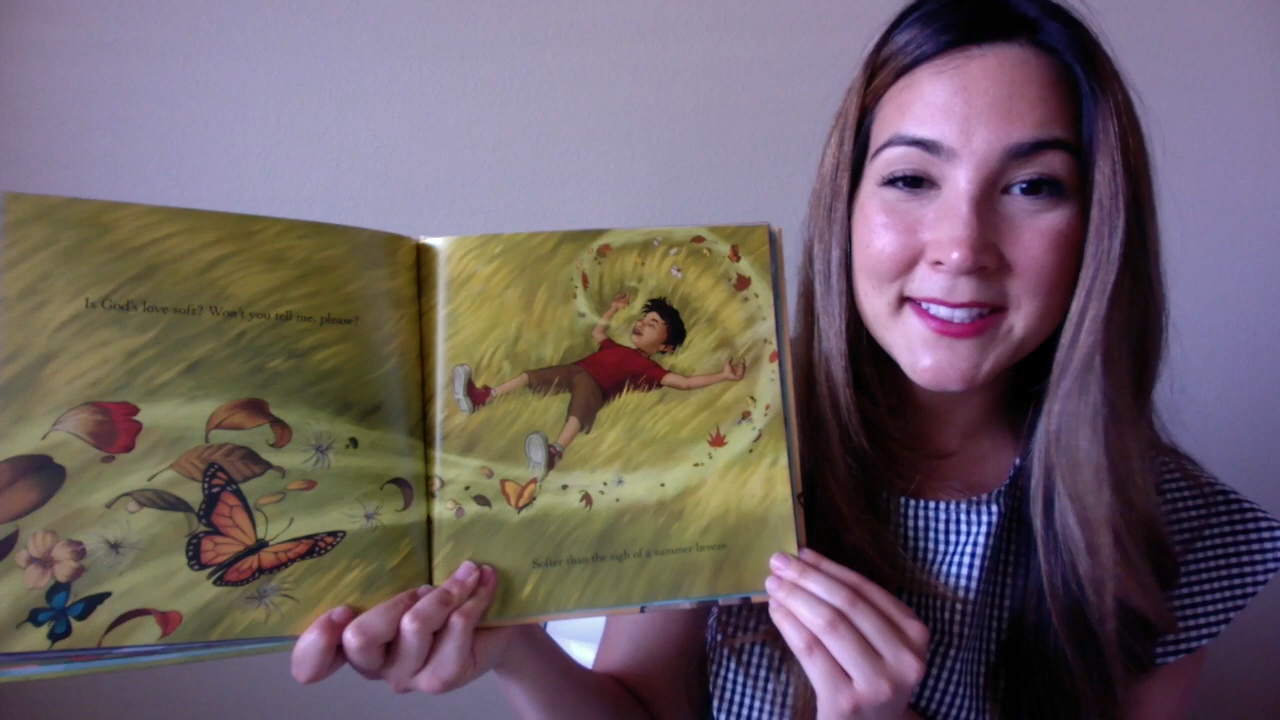 Is God's love soft? Won't you tell me, please?
Softer than the sigh of a summer breeze